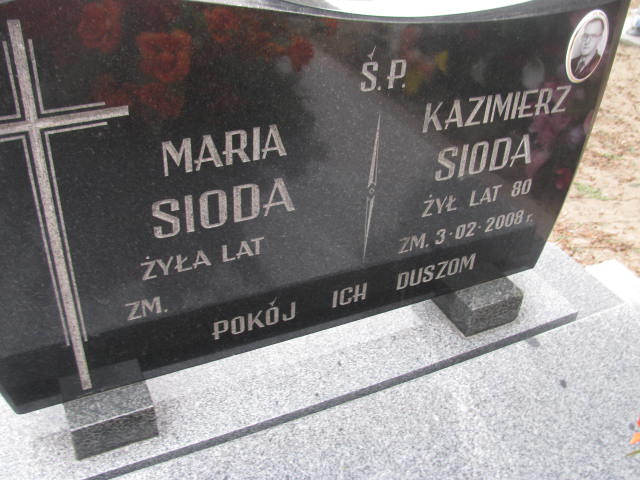 Ś.P.
MARIA
SIODA
ŻYŁA LAT
ZM.
KAZIMIERZ
SIODA
ŻYŁ LAT 80
ZM. 3·02·2008 r.
POKÓJ ICH DUSZOM